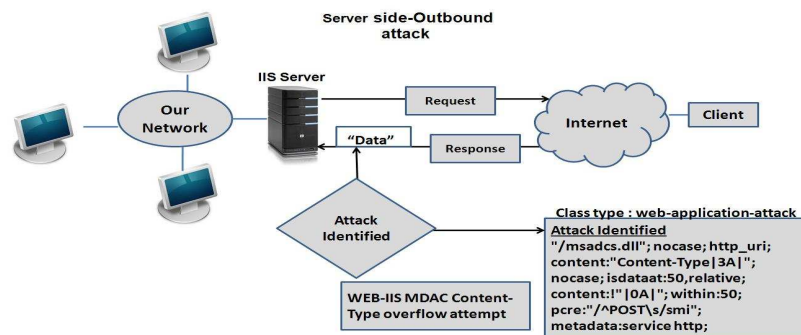 Server side-Outbound
attack
IIS Server
Our
Network
Request
"Data"
Response
Internet
Client
Attack
Identified
Class type : web-application-attack
Attack Identified
"/msadcs.dll"; nocase; http_uri;
content:"Content-Type|3A|";
nocase; isdataat:50,relative;
content:!"|0A|"; within:50;
pcre:"/^POST\s/smi";
metadata:service http;
WEB-IIS MDAC Content-
Type overflow attempt